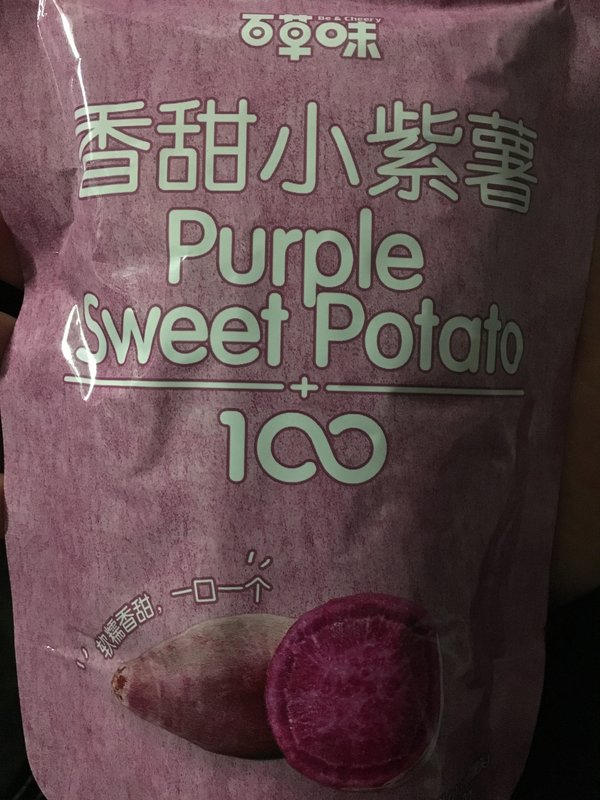 Be & Cheery
百草味
香甜小紫薯
Purple
Sweet Potato
100
软糯香甜，一口一个